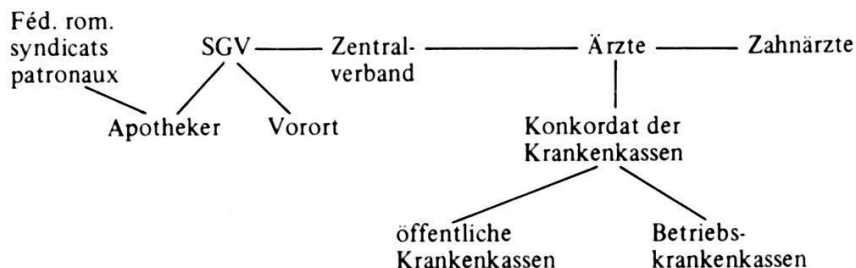 Féd. rom.
syndicats
patronaux
SGV
Zentral-
verband
Ärzte
Zahnärzte
Apotheker
Vorort
Konkordat der
Krankenkassen
öffentliche
Krankenkassen
Betriebs-
krankenkassen